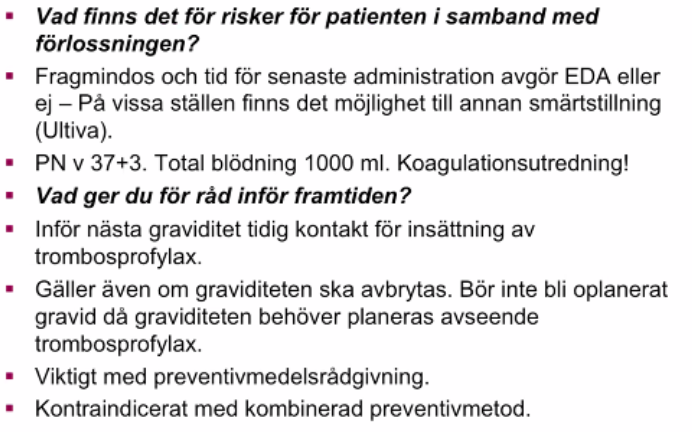 ▪ Vad finns det för risker för patienten i samband med
förlossningen?
▪ Fragmindos och tid för senaste administration avgör EDA eller
ej – På vissa ställen finns det möjlighet till annan smärtstillning
(Ultiva).
▪ PN v 37+3. Total blödning 1000 ml. Koagulationsutredning!
▪ Vad ger du för råd inför framtiden?
▪ Inför nästa graviditet tidig kontakt för insättning av
trombosprofylax.
▪ Gäller även om graviditeten ska avbrytas. Bör inte bli oplanerat
gravid då graviditeten behöver planeras avseende
trombosprofylax.
▪ Viktigt med preventivmedelsrådgivning.
▪ Kontraindicerat med kombinerad preventivmetod.